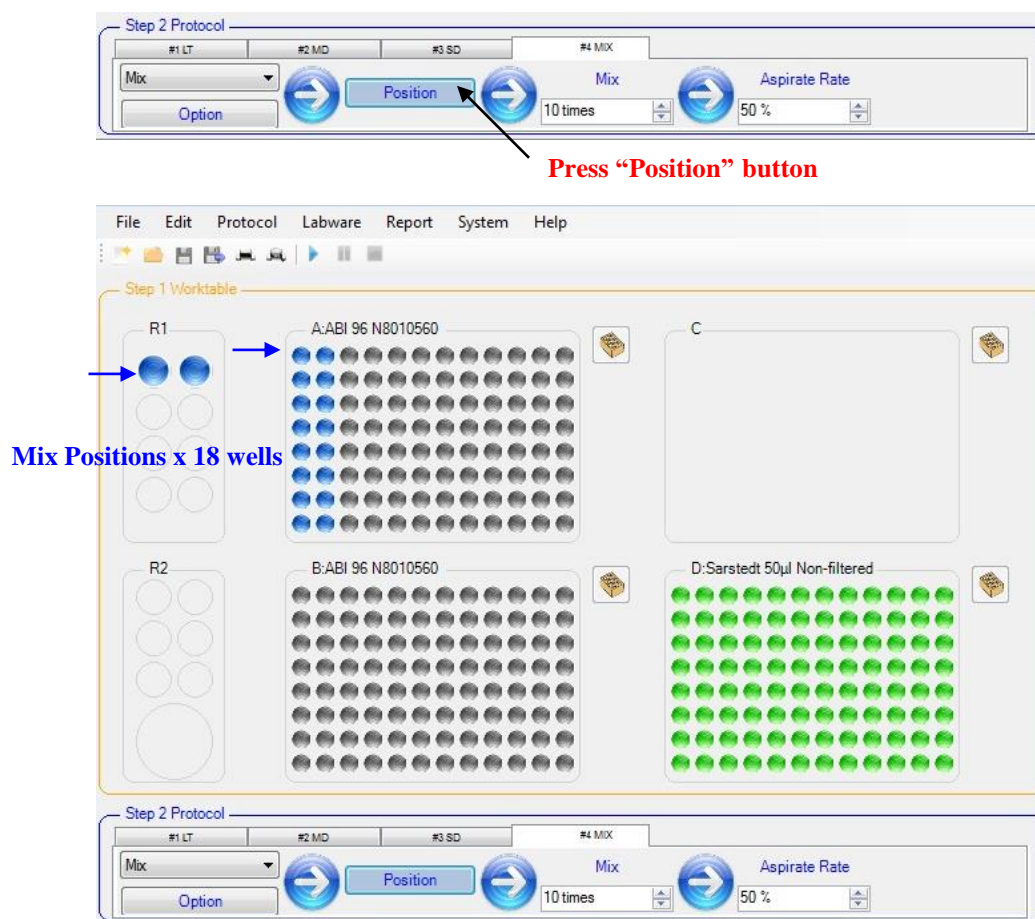 Step 2 Protocol
#1 LT #2 MD #3 SD #4 MIX
Mix Position Mix Aspirate Rate
Option 10 times 50 %
Press “Position” button
File Edit Protocol Labware Report System Help
Step 1 Worktable
R1 A:ABI 96 N8010560 C
Mix Positions x 18 wells
R2 B:ABI 96 N8010560 D:Sarstedt 50µl Non-filtered
Step 2 Protocol
#1 LT #2 MD #3 SD #4 MIX
Mix Position Mix Aspirate Rate
Option 10 times 50 %